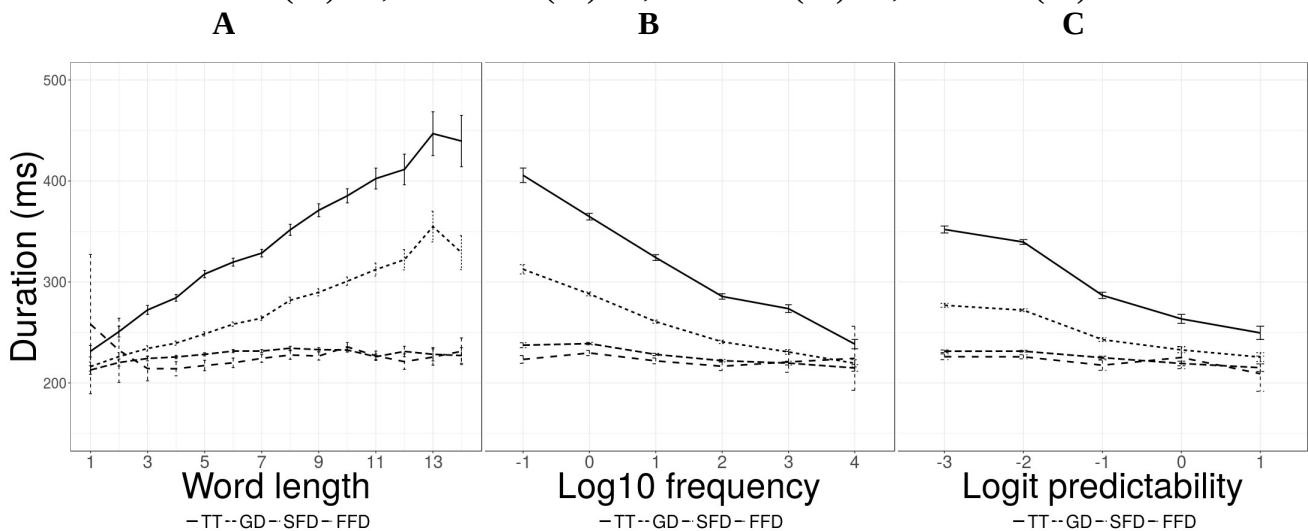 A B C
Duration (ms)
500
400
300
200
1 3 5 7 9 11 13
-1 0 1 2 3 4
-3 -2 -1 0 1
Word length Log10 frequency Logit predictability
TT GD SFD FFD TT GD SFD FFD TT GD SFD FFD